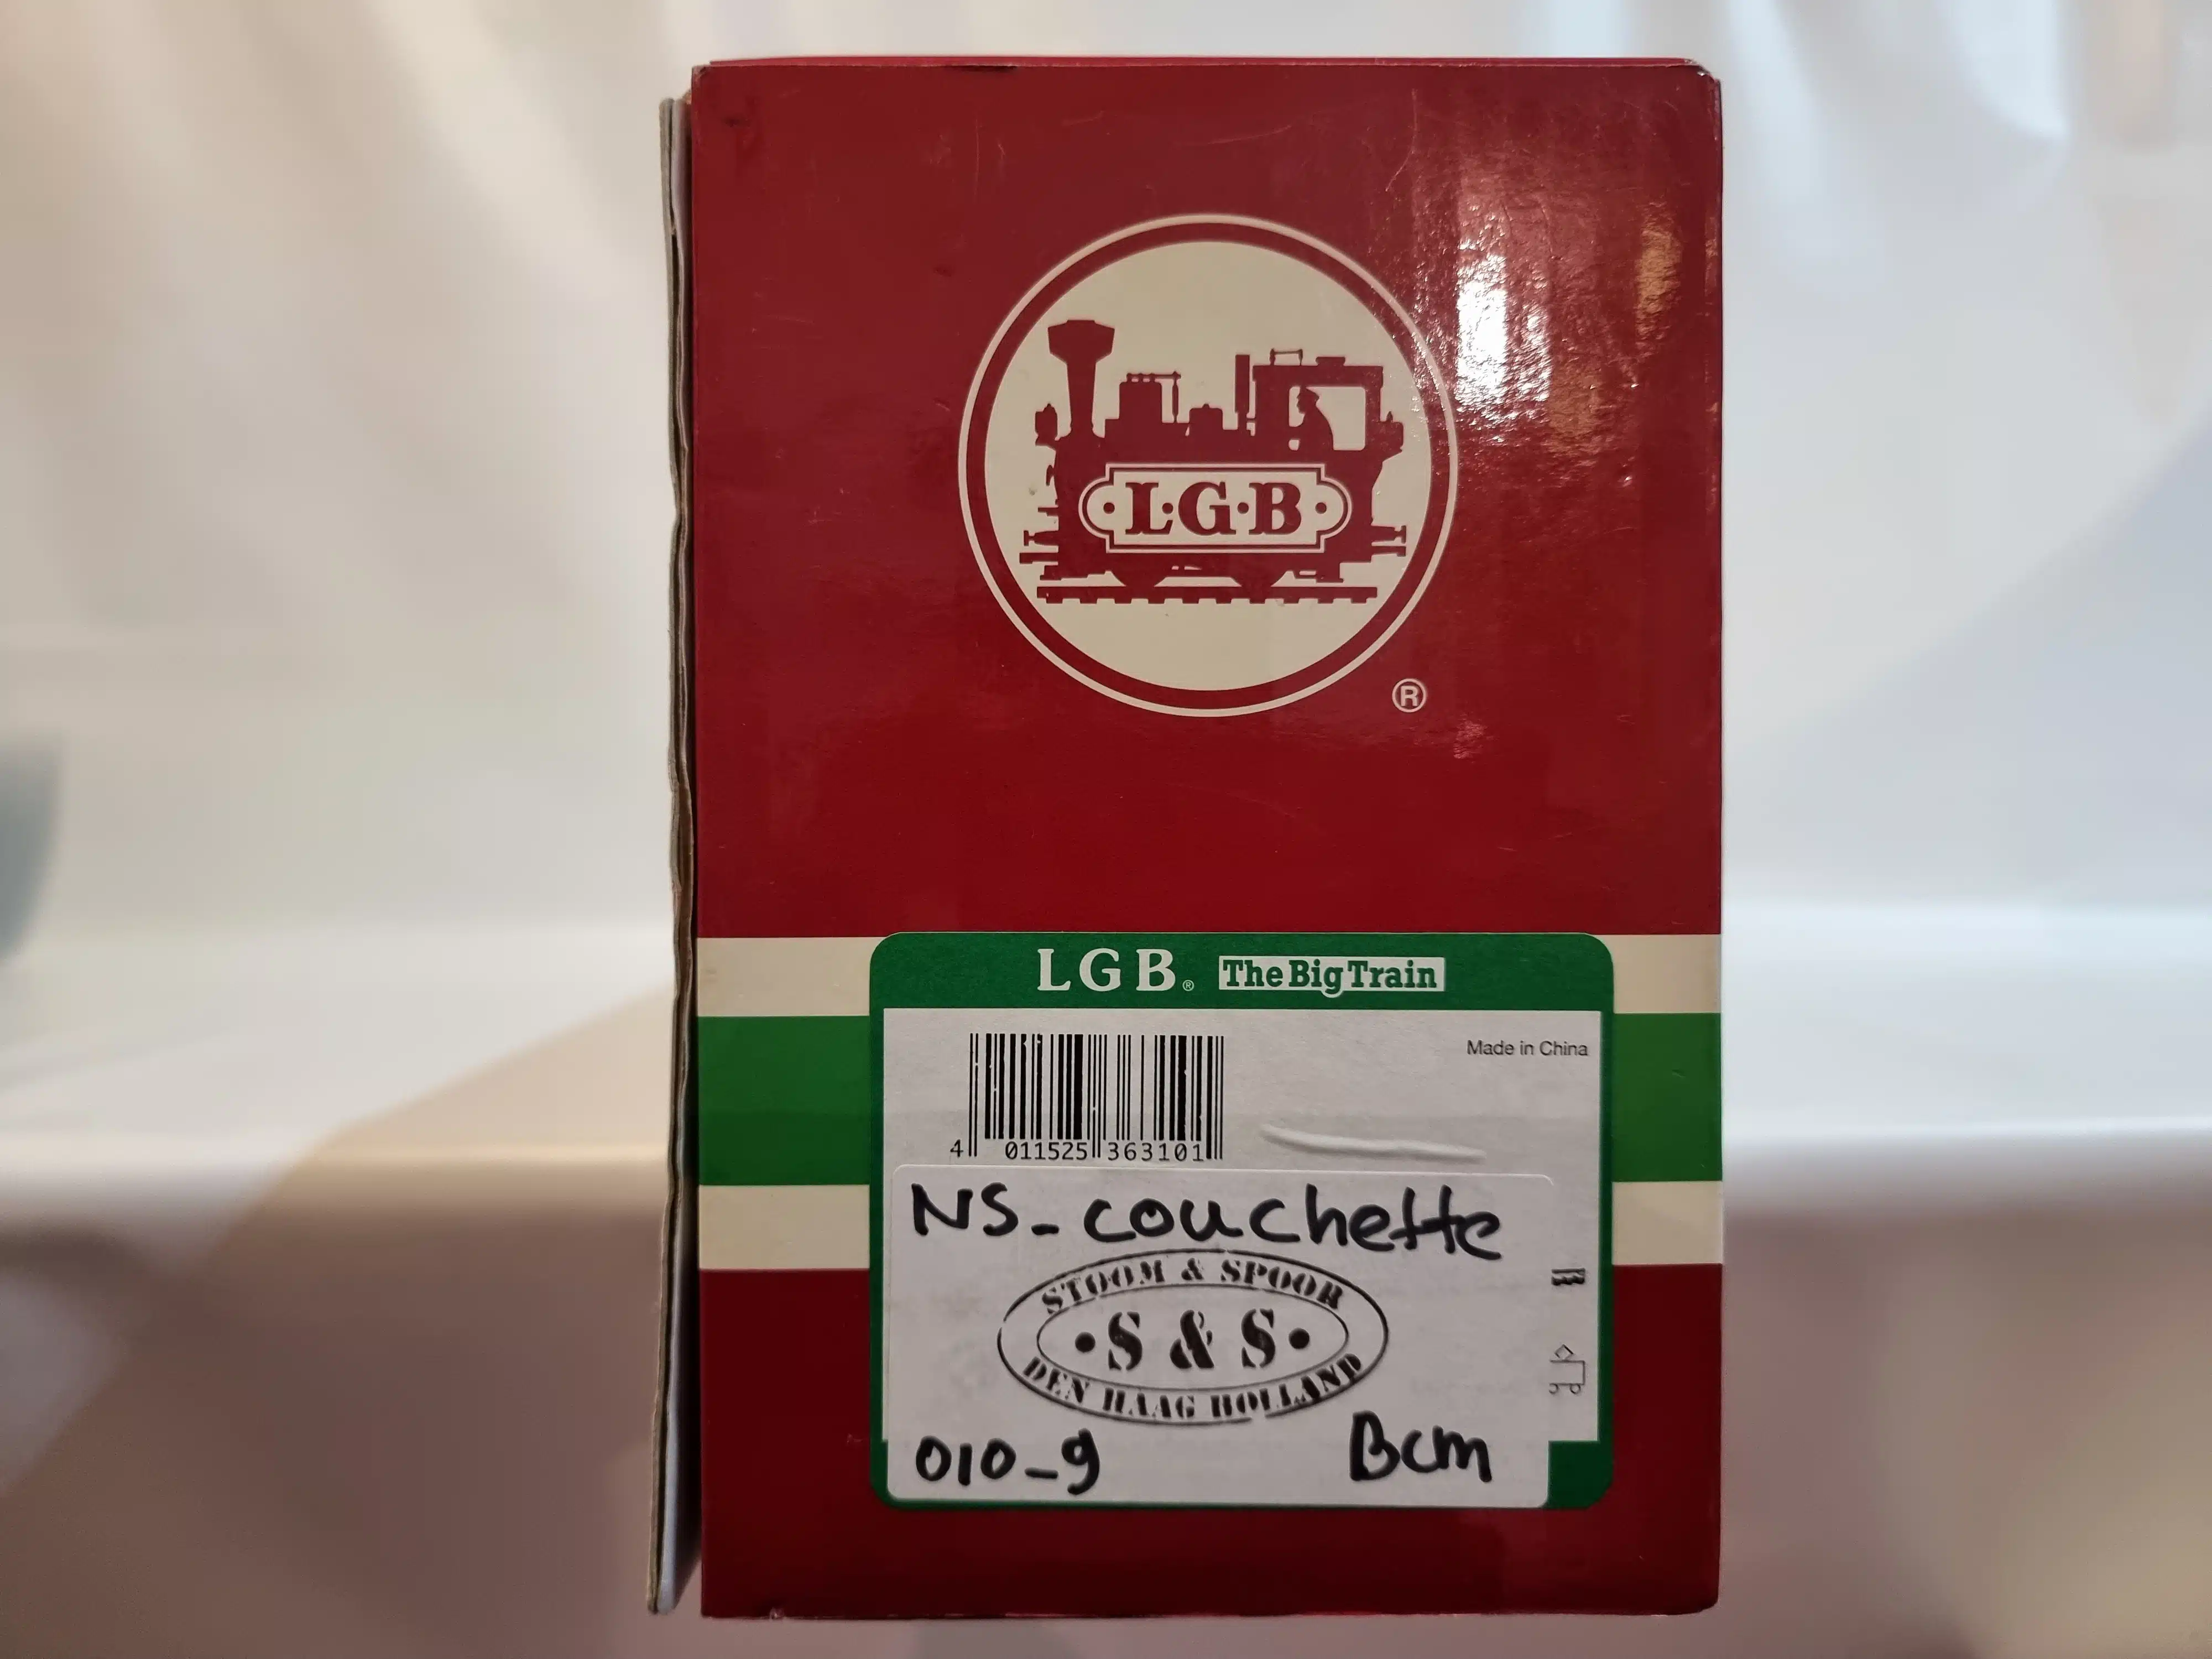 ·L·G·B·
®
LGB® The Big Train
Made in China
4 011525 363101
NS-couchette
STOOM & SPOOR
·S & S·
DEN HAAG HOLLAND
010-9 Bcm